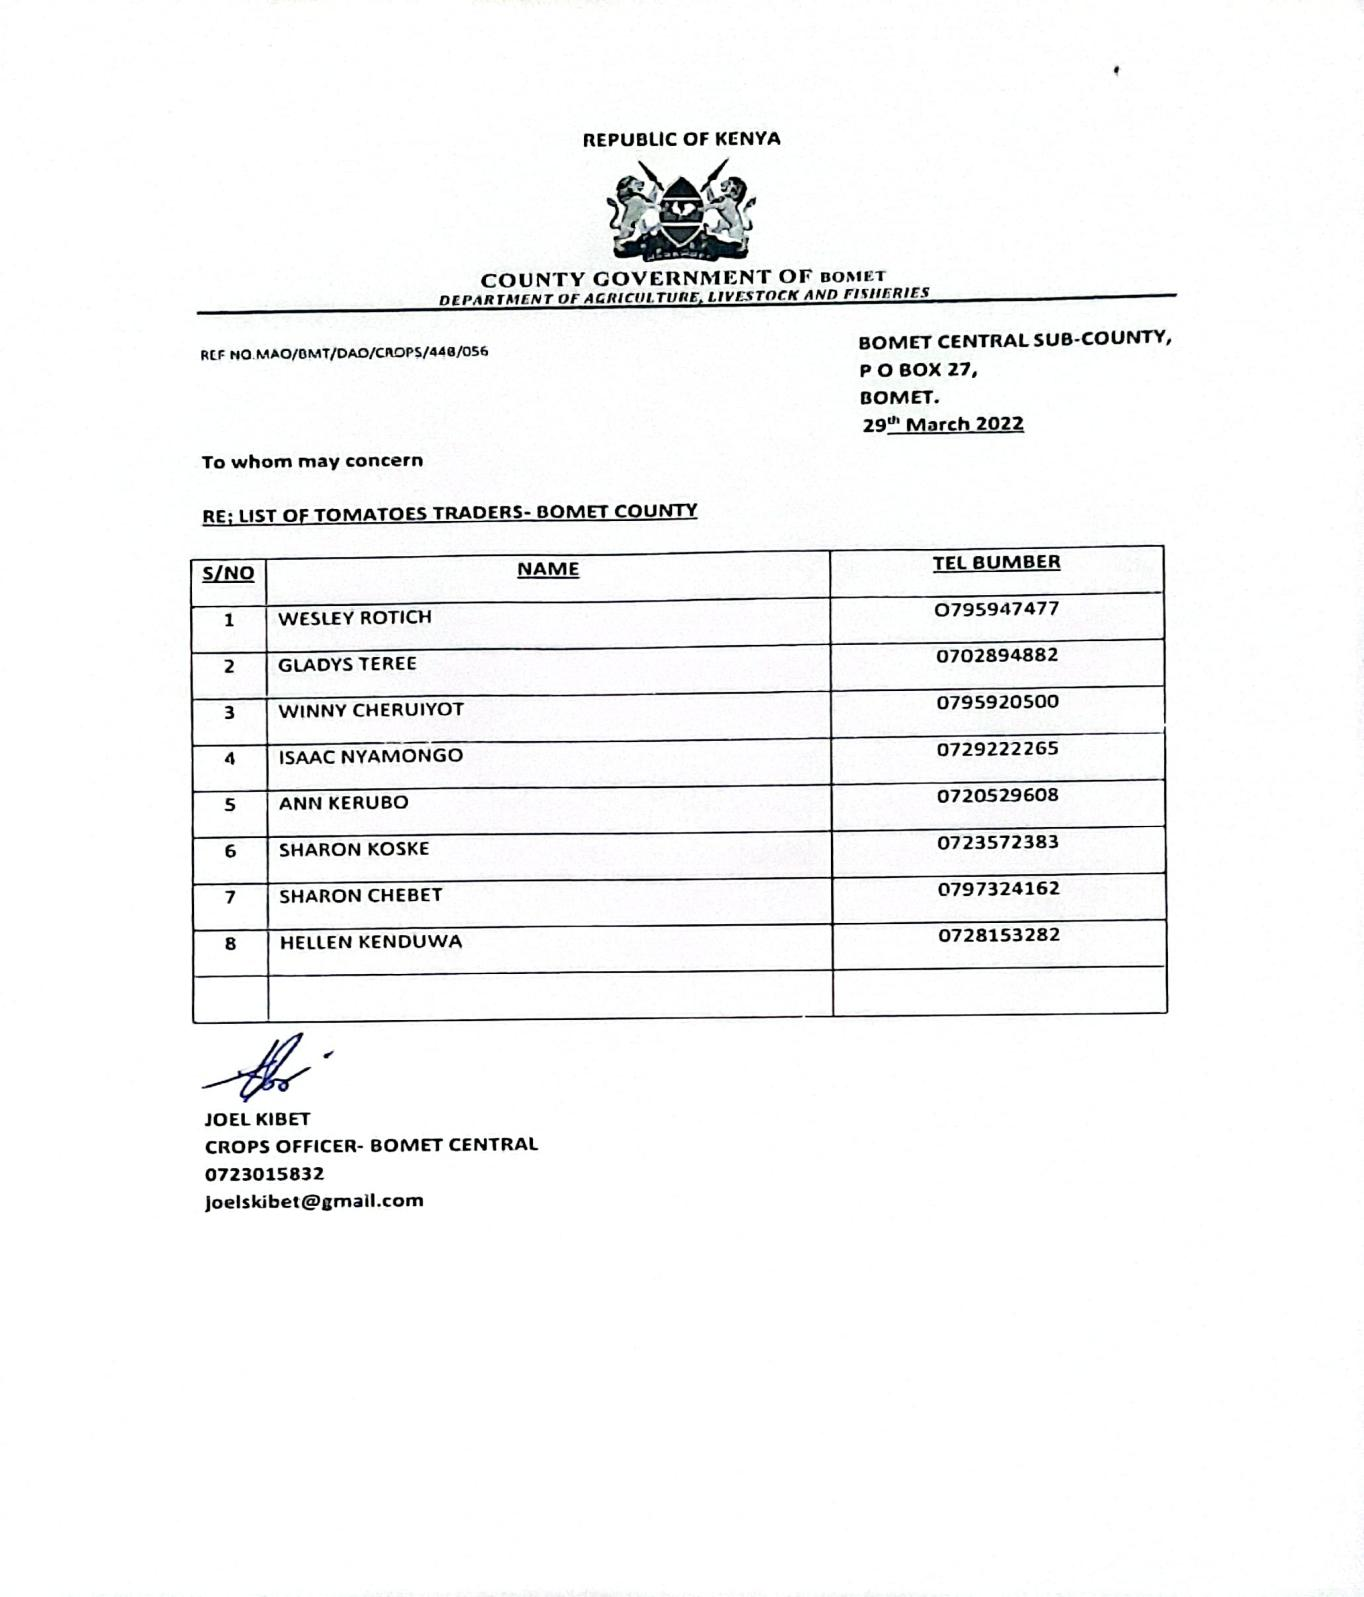 REPUBLIC OF KENYA
COUNTY GOVERNMENT OF BOMET
DEPARTMENT OF AGRICULTURE, LIVESTOCK AND FISHERIES
REF NO.MAO/BMT/DAO/CROPS/448/056
BOMET CENTRAL SUB-COUNTY,
P O BOX 27,
BOMET.
29th March 2022
To whom may concern
RE; LIST OF TOMATOES TRADERS- BOMET COUNTY
S/NO NAME TEL BUMBER
1 WESLEY ROTICH O795947477
2 GLADYS TEREE 0702894882
3 WINNY CHERUIYOT 0795920500
4 ISAAC NYAMONGO 0729222265
5 ANN KERUBO 0720529608
6 SHARON KOSKE 0723572383
7 SHARON CHEBET 0797324162
8 HELLEN KENDUWA 0728153282
JOEL KIBET
CROPS OFFICER- BOMET CENTRAL
0723015832
joelskibet@gmail.com